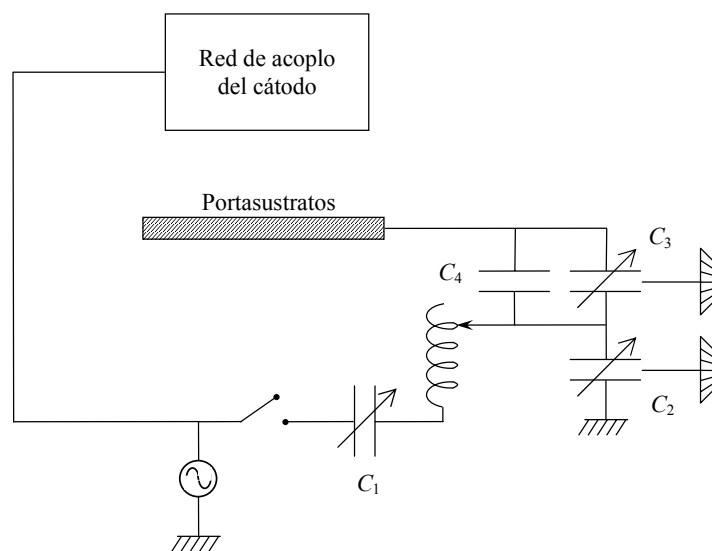 Red de acoplo
del cátodo
Portasustratos
C3
C4
C2
C1